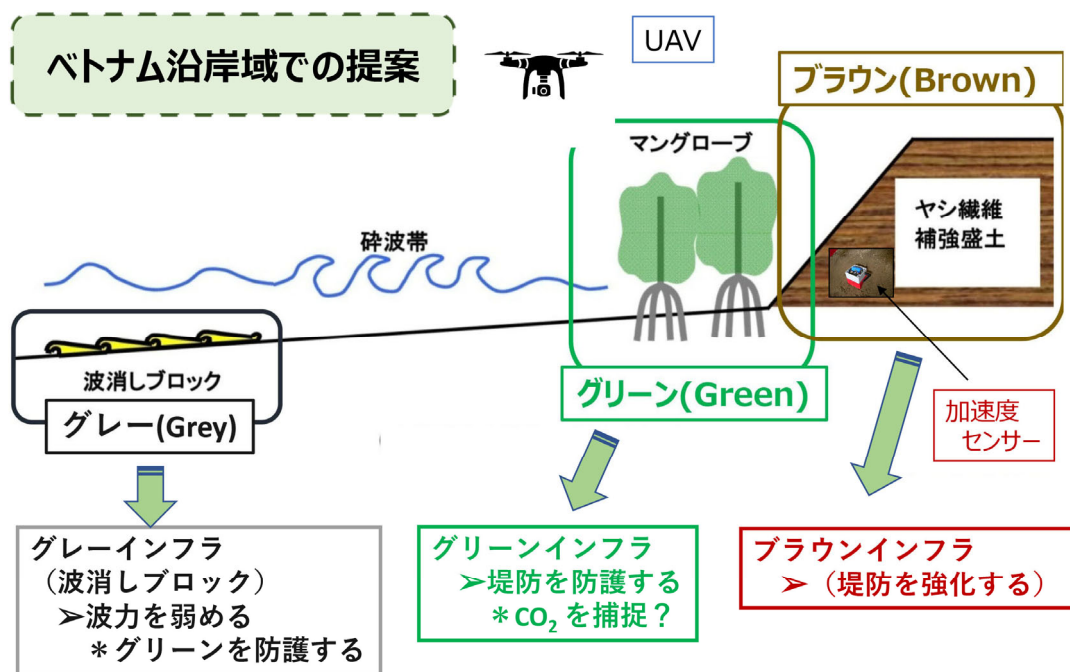 ベトナム沿岸域での提案
UAV
ブラウン(Brown)
マングローブ
ヤシ繊維
補強盛土
砕波帯
波消しブロック
グレー(Grey)
グリーン(Green)
加速度
センサー
グレーインフラ
（波消しブロック）
➢波力を弱める
＊グリーンを防護する
グリーンインフラ
➢堤防を防護する
＊CO₂を捕捉？
ブラウンインフラ
➢（堤防を強化する）